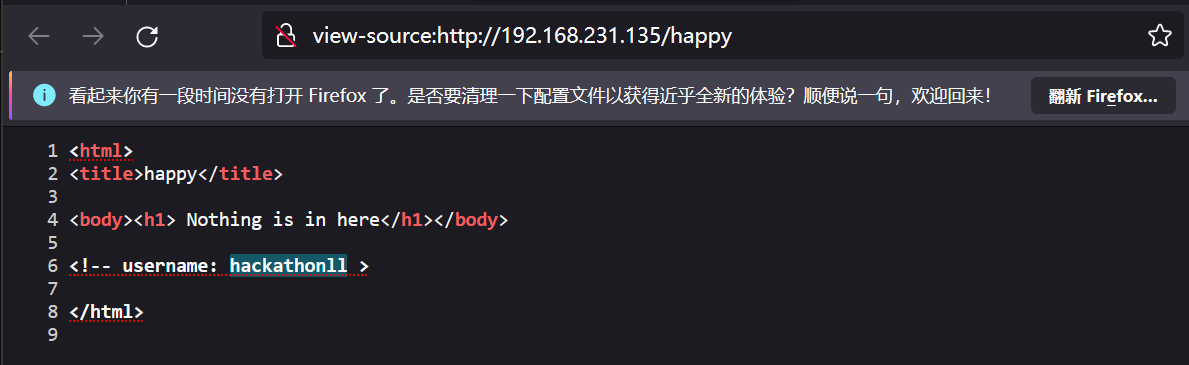 view-source:http://192.168.231.135/happy
看起来你有一段时间没有打开 Firefox 了。是否要清理一下配置文件以获得近乎全新的体验？顺便说一句，欢迎回来！ 翻新 Firefox...
1 <html>
2 <title>happy</title>
3
4 <body><h1> Nothing is in here</h1></body>
5
6 <!-- username: hackathonll >
7
8 </html>
9